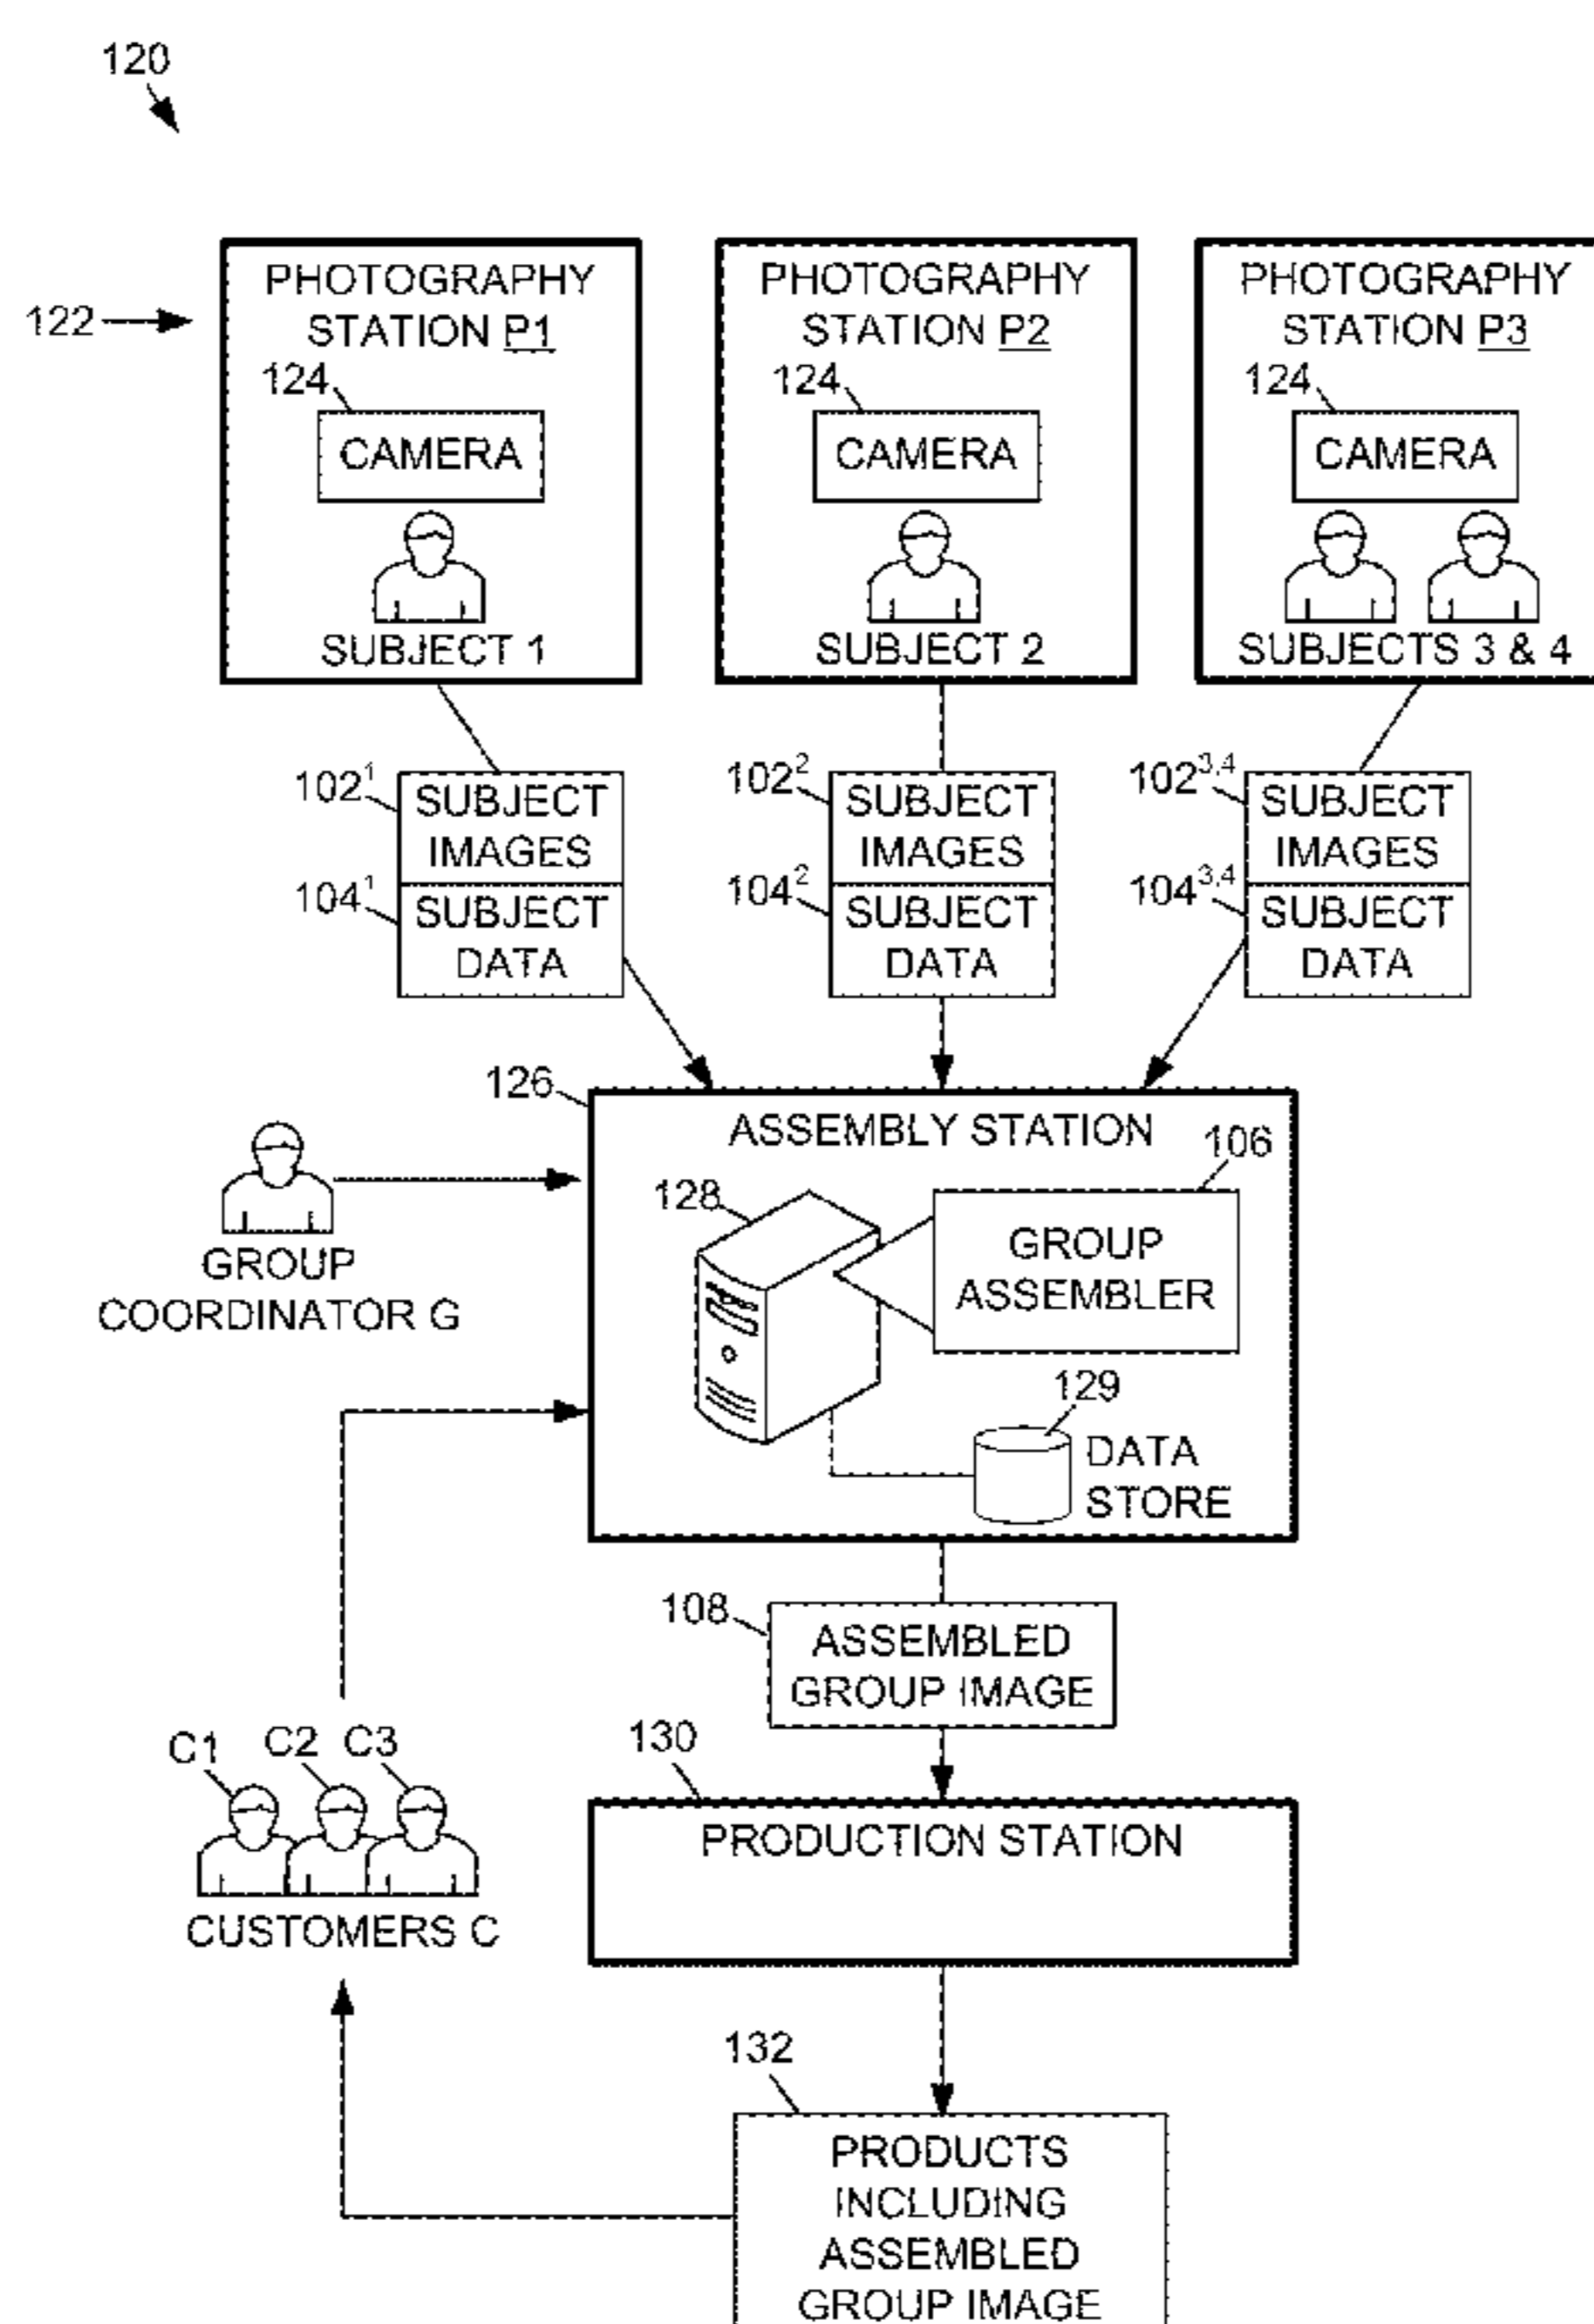 120
122
PHOTOGRAPHY
STATION P1
124
CAMERA
SUBJECT 1
PHOTOGRAPHY
STATION P2
124
CAMERA
SUBJECT 2
PHOTOGRAPHY
STATION P3
124
CAMERA
SUBJECTS 3 & 4
102¹
SUBJECT
IMAGES
104¹
SUBJECT
DATA
102²
SUBJECT
IMAGES
104²
SUBJECT
DATA
102³,⁴
SUBJECT
IMAGES
104³,⁴
SUBJECT
DATA
126
ASSEMBLY STATION
106
128
GROUP
ASSEMBLER
129
DATA
STORE
GROUP
COORDINATOR G
108
ASSEMBLED
GROUP IMAGE
130
PRODUCTION STATION
C1 C2 C3
CUSTOMERS C
132
PRODUCTS
INCLUDING
ASSEMBLED
GROUP IMAGE